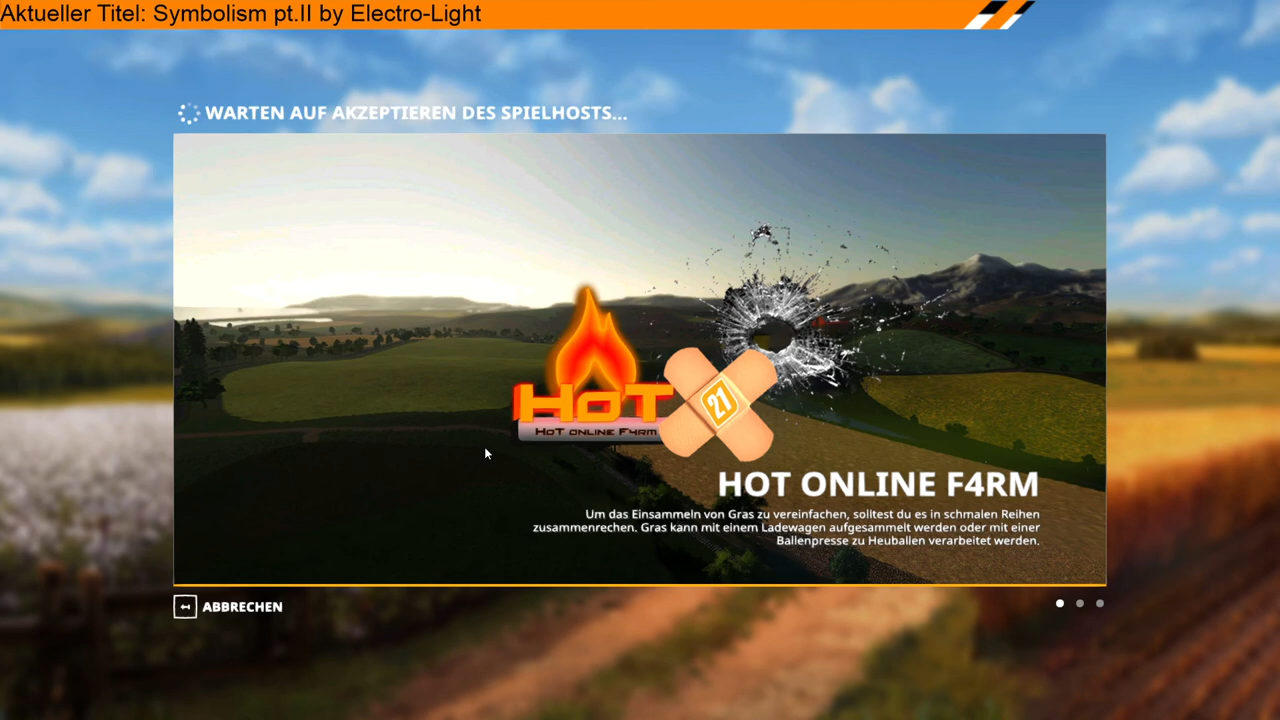 Aktueller Titel: Symbolism pt.II by Electro-Light
WARTEN AUF AKZEPTIEREN DES SPIELHOSTS...
HoT
21
HoT online F4rm
HOT ONLINE F4RM
Um das Einsammeln von Gras zu vereinfachen, solltest du es in schmalen Reihen
zusammenrechen. Gras kann mit einem Ladewagen aufgesammelt werden oder mit einer
Ballenpresse zu Heuballen verarbeitet werden.
ABBRECHEN